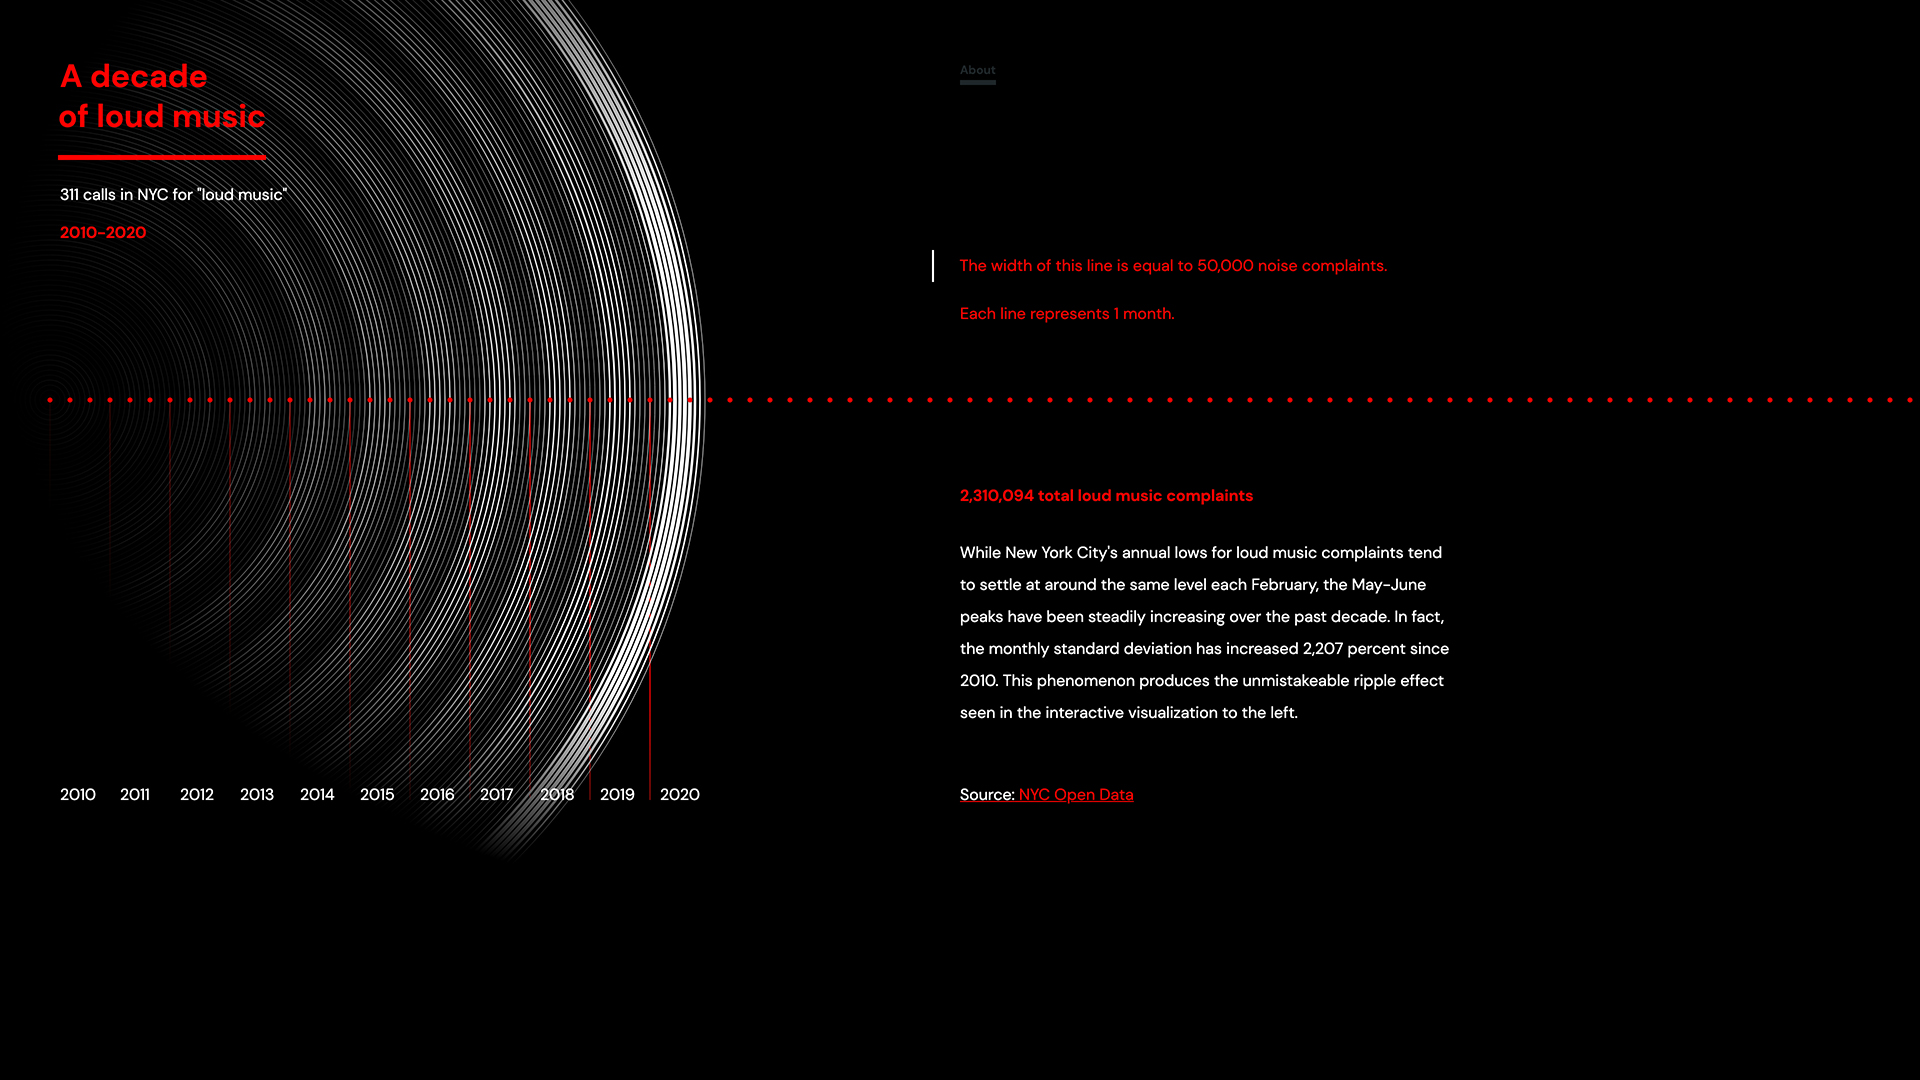 A decade
of loud music
311 calls in NYC for "loud music"
2010-2020
2010 2011 2012 2013 2014 2015 2016 2017 2018 2019 2020
About
The width of this line is equal to 50,000 noise complaints.
Each line represents 1 month.
2,310,094 total loud music complaints
While New York City's annual lows for loud music complaints tend
to settle at around the same level each February, the May-June
peaks have been steadily increasing over the past decade. In fact,
the monthly standard deviation has increased 2,207 percent since
2010. This phenomenon produces the unmistakeable ripple effect
seen in the interactive visualization to the left.
Source: NYC Open Data